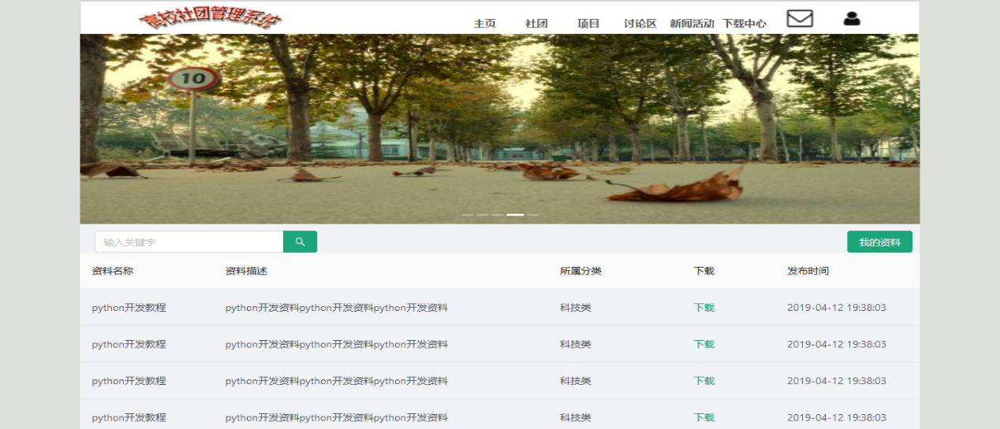 高校社团管理系统
主页 社团 项目 讨论区 新闻活动 下载中心
10
输入关键字 我的资料
资料名称 资料描述 所属分类 下载 发布时间
python开发教程 python开发资料python开发资料python开发资料 科技类 下载 2019-04-12 19:38:03
python开发教程 python开发资料python开发资料python开发资料 科技类 下载 2019-04-12 19:38:03
python开发教程 python开发资料python开发资料python开发资料 科技类 下载 2019-04-12 19:38:03
python开发教程 python开发资料python开发资料python开发资料 科技类 下载 2019-04-12 19:38:03